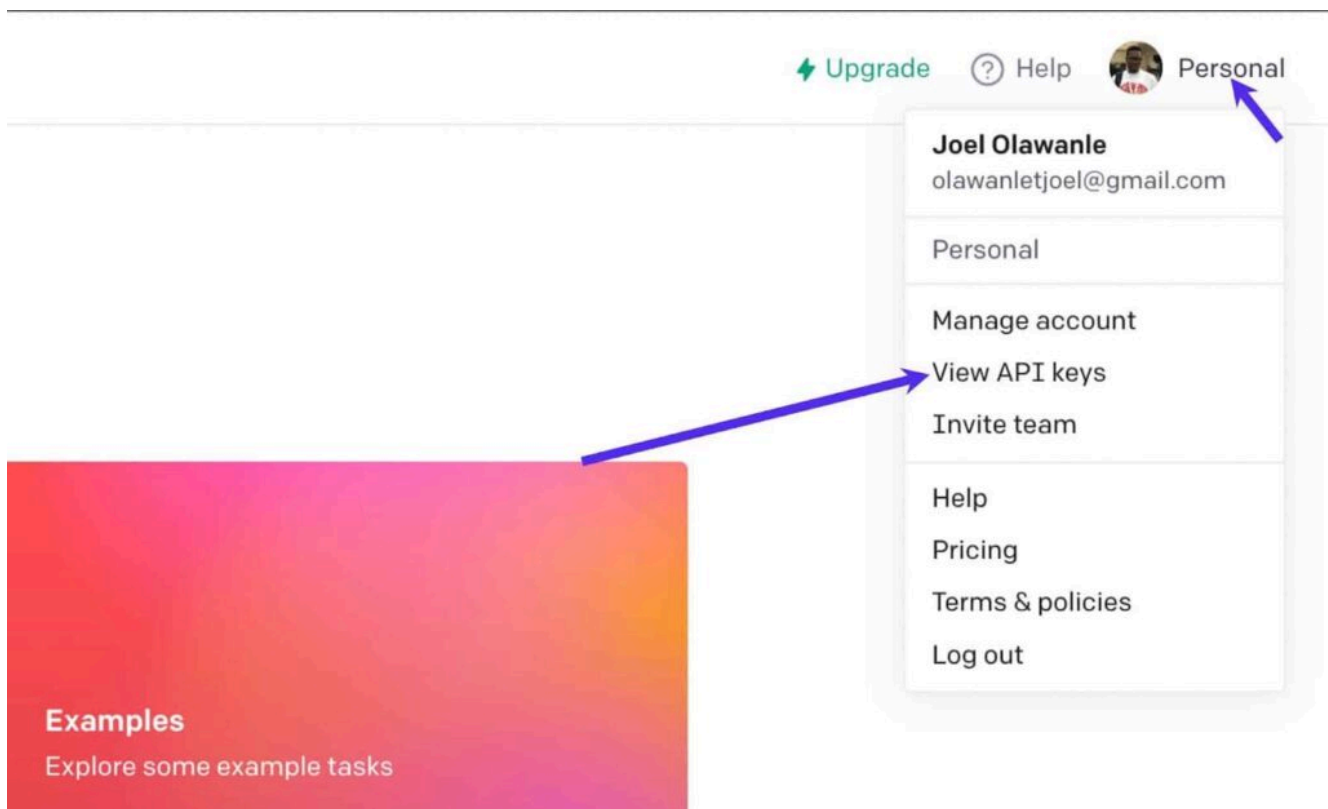 Upgrade
Help
Personal
Joel Olawanle
olawanletjoel@gmail.com
Personal
Manage account
View API keys
Invite team
Help
Pricing
Terms & policies
Log out
Examples
Explore some example tasks